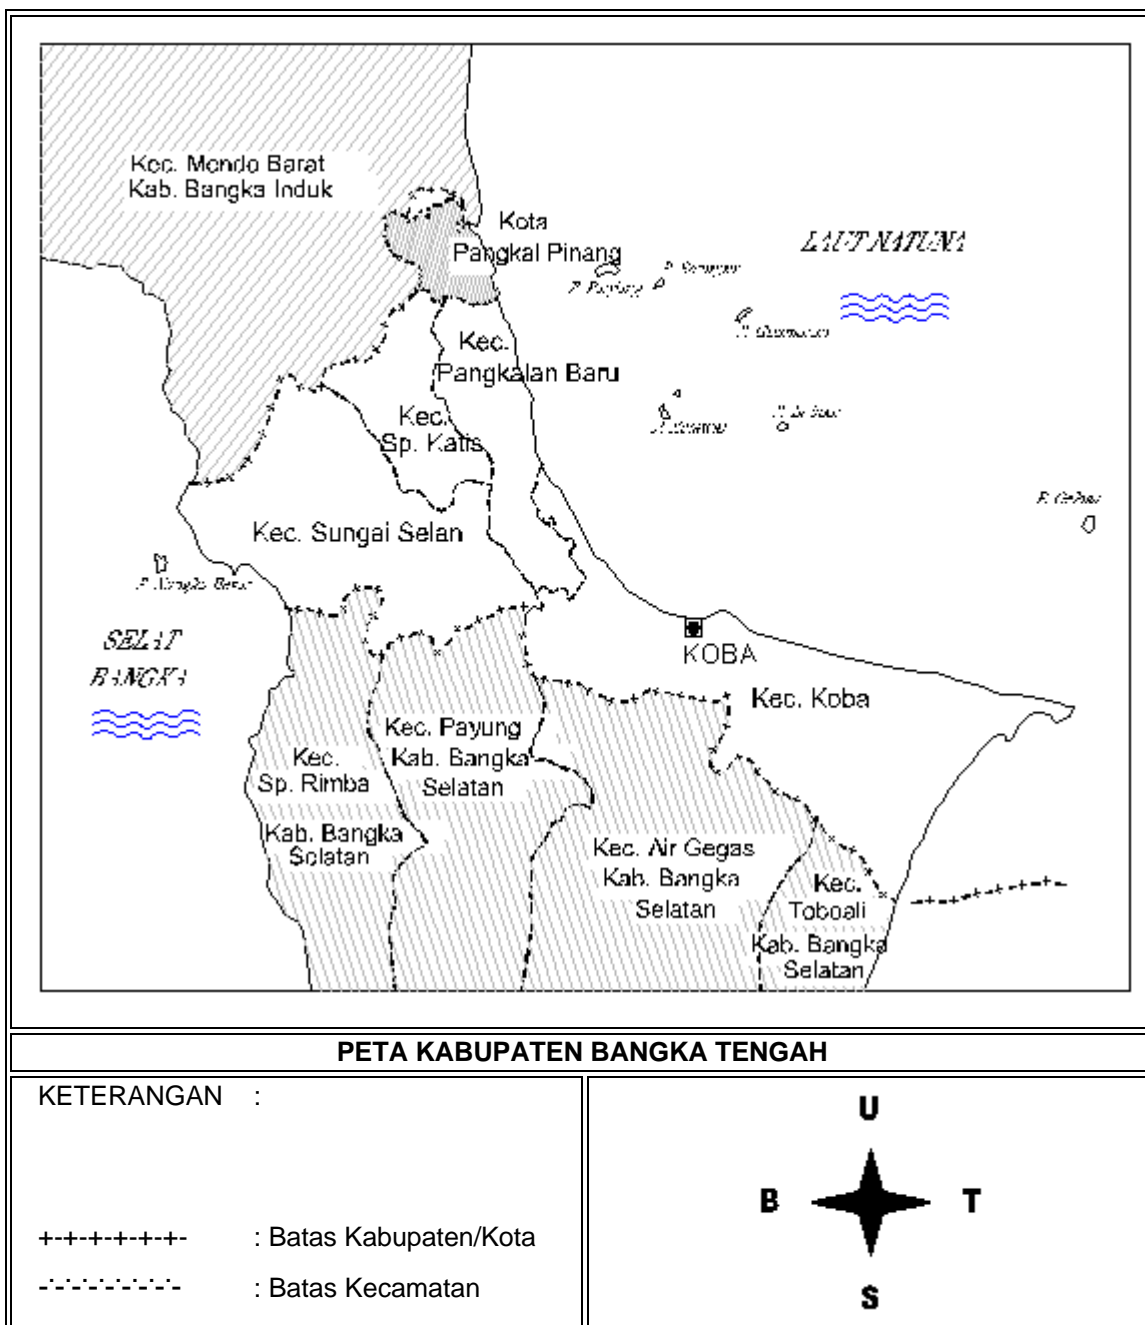 Kec. Mendo Barat
Kab. Bangka Induk
Kota
Pangkal Pinang
LAUT NATUNA
P. Panjang
Kec.
Pangkalan Baru
Kec.
Sp. Katis
Kec. Sungai Selan
P. Nangka Besar
SELAT
BANGKA
KOBA
Kec. Koba
Kec. Payung
Kab. Bangka
Selatan
Kec.
Sp. Rimba
Kab. Bangka
Selatan
Kec. Air Gegas
Kab. Bangka
Selatan
Kec.
Toboali
Kab. Bangka
Selatan
PETA KABUPATEN BANGKA TENGAH
KETERANGAN :
+-+-+-+-+-+- : Batas Kabupaten/Kota
-·-·-·-·-·-·-·- : Batas Kecamatan
U
B T
S